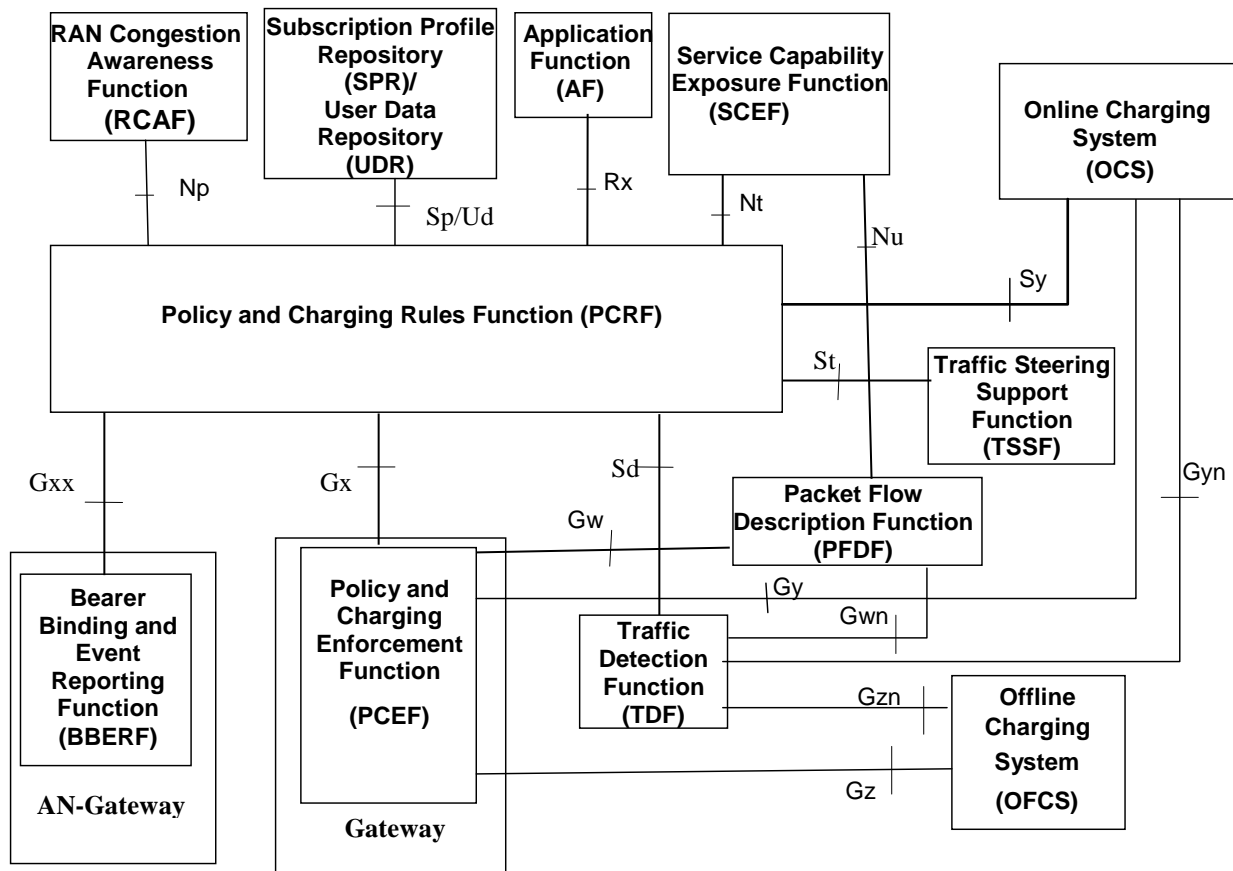 RAN Congestion
Awareness
Function
(RCAF)
Subscription Profile
Repository
(SPR)/
User Data
Repository
(UDR)
Application
Function
(AF)
Service Capability
Exposure Function
(SCEF)
Online Charging
System
(OCS)
Np
Sp/Ud
Rx
Nt
Nu
Sy
Policy and Charging Rules Function (PCRF)
St
Traffic Steering
Support
Function
(TSSF)
Gxx
Gx
Sd
Gyn
Packet Flow
Description Function
(PFDF)
Gw
Gy
Gwn
Bearer
Binding and
Event
Reporting
Function
(BBERF)
AN-Gateway
Policy and
Charging
Enforcement
Function
(PCEF)
Gateway
Traffic
Detection
Function
(TDF)
Gzn
Gz
Offline
Charging
System
(OFCS)